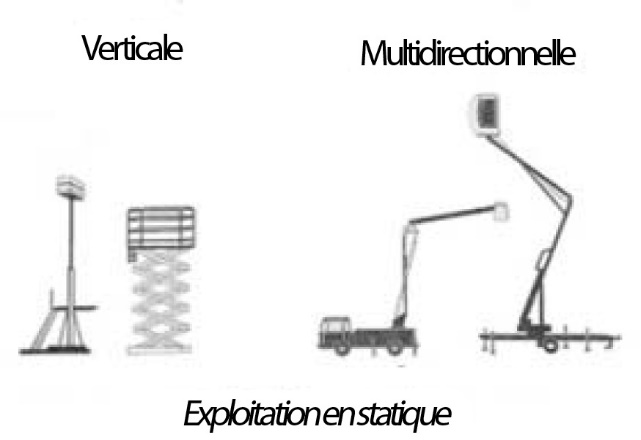 Verticale
Multidirectionnelle
Exploitation en statique